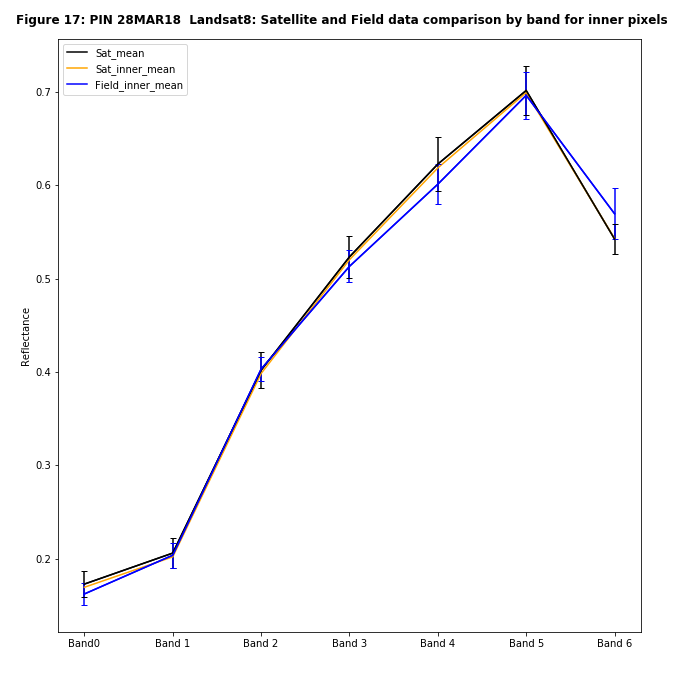 Figure 17: PIN 28MAR18  Landsat8: Satellite and Field data comparison by band for inner pixels
Sat_mean
Sat_inner_mean
Field_inner_mean
0.7
0.6
0.5
0.4
0.3
0.2
Reflectance
Band0 Band 1 Band 2 Band 3 Band 4 Band 5 Band 6